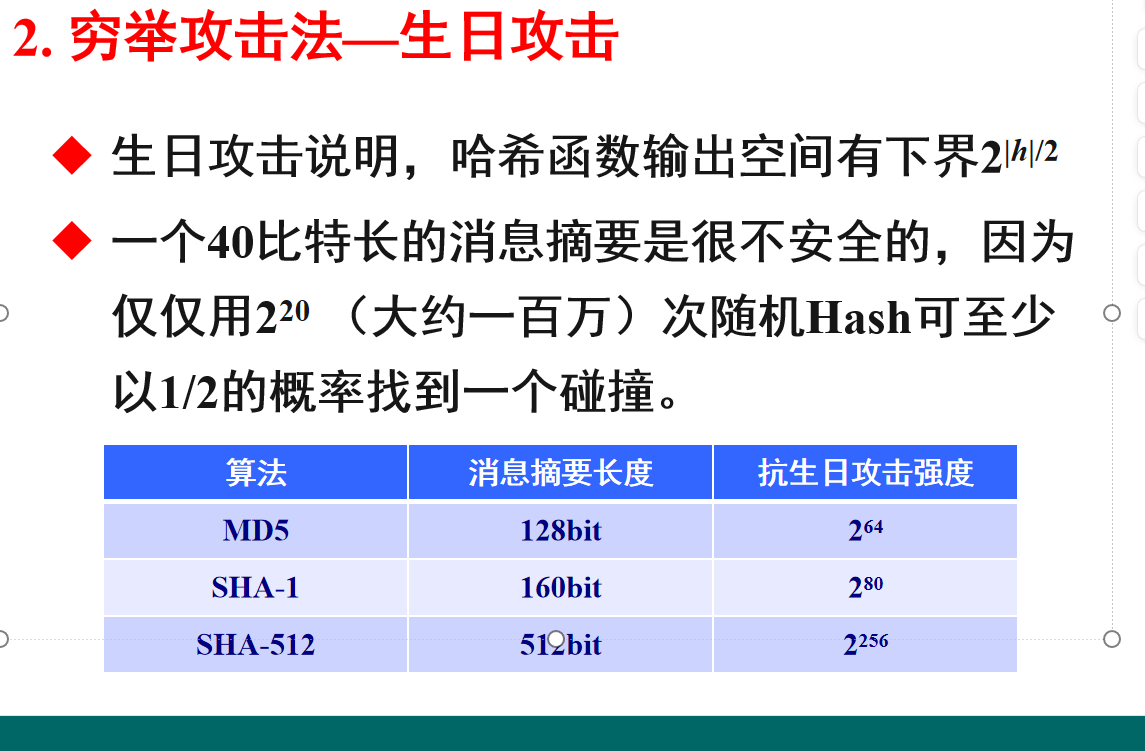 2. 穷举攻击法—生日攻击
生日攻击说明，哈希函数输出空间有下界2^|h|/2
一个40比特长的消息摘要是很不安全的，因为
仅仅用2^20 （大约一百万）次随机Hash可至少
以1/2的概率找到一个碰撞。
算法 消息摘要长度 抗生日攻击强度
MD5 128bit 2^64
SHA-1 160bit 2^80
SHA-512 512bit 2^256